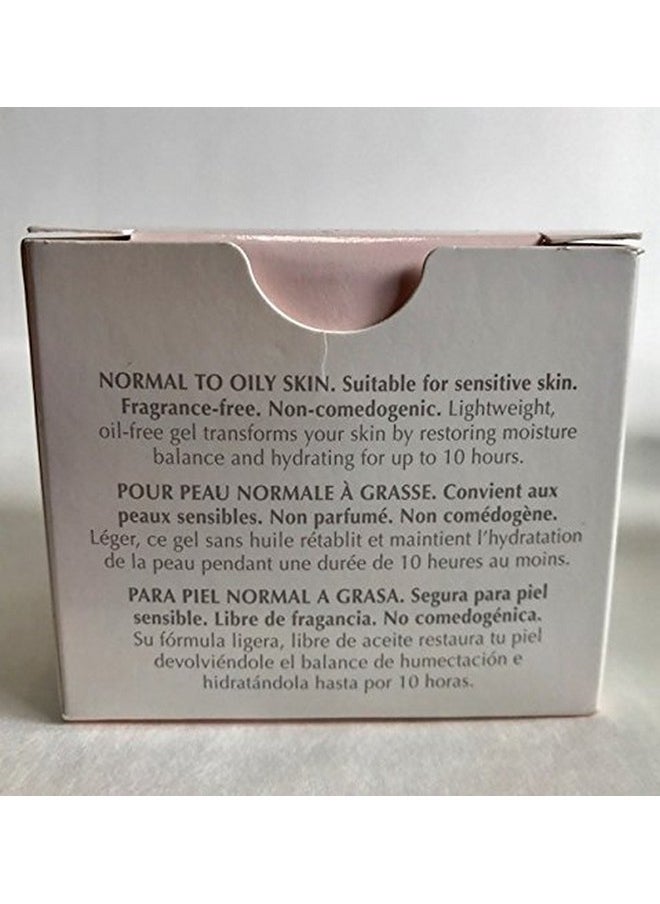 NORMAL TO OILY SKIN. Suitable for sensitive skin.
Fragrance-free. Non-comedogenic. Lightweight,
oil-free gel transforms your skin by restoring moisture
balance and hydrating for up to 10 hours.
POUR PEAU NORMALE À GRASSE. Convient aux
peaux sensibles. Non parfumé. Non comédogène.
Léger, ce gel sans huile rétablit et maintient l'hydratation
de la peau pendant une durée de 10 heures au moins.
PARA PIEL NORMAL A GRASA. Segura para piel
sensible. Libre de fragancia. No comedogénica.
Su fórmula ligera, libre de aceite restaura tu piel
devolviéndole el balance de humectación e
hidratándola hasta por 10 horas.